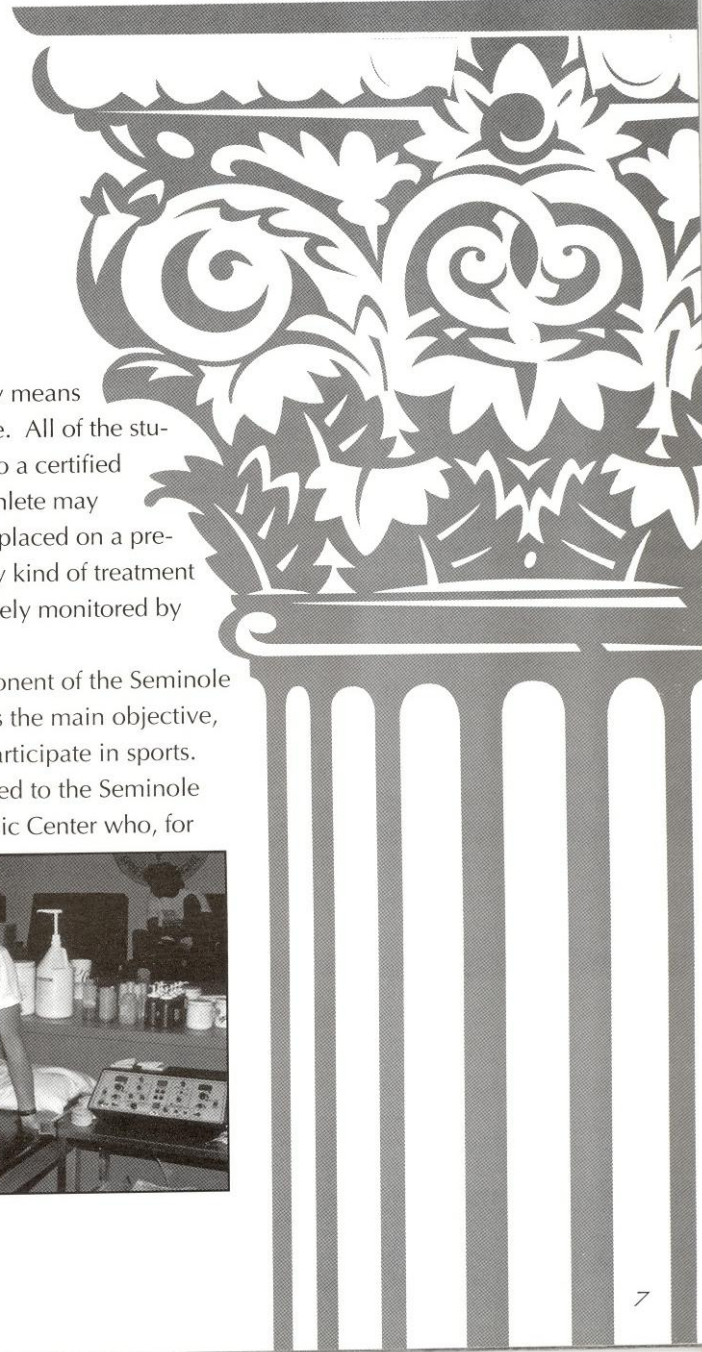 means
e. All of the stu-
o a certified
hlete may
placed on a pre-
y kind of treatment
ely monitored by
onent of the Seminole
s the main objective,
articipate in sports.
ed to the Seminole
ic Center who, for
7